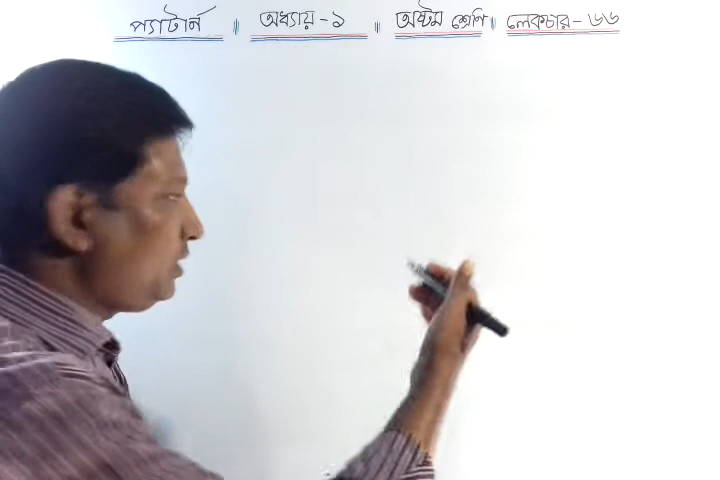 প্যাটার্ন ॥ অধ্যায় - ১ ॥ অষ্টম শ্রেণি ॥ লেকচার - ৬৬